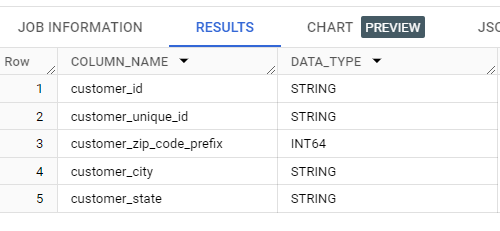 JOB INFORMATION RESULTS CHART PREVIEW JSO
Row COLUMN_NAME DATA_TYPE
1 customer_id STRING
2 customer_unique_id STRING
3 customer_zip_code_prefix INT64
4 customer_city STRING
5 customer_state STRING